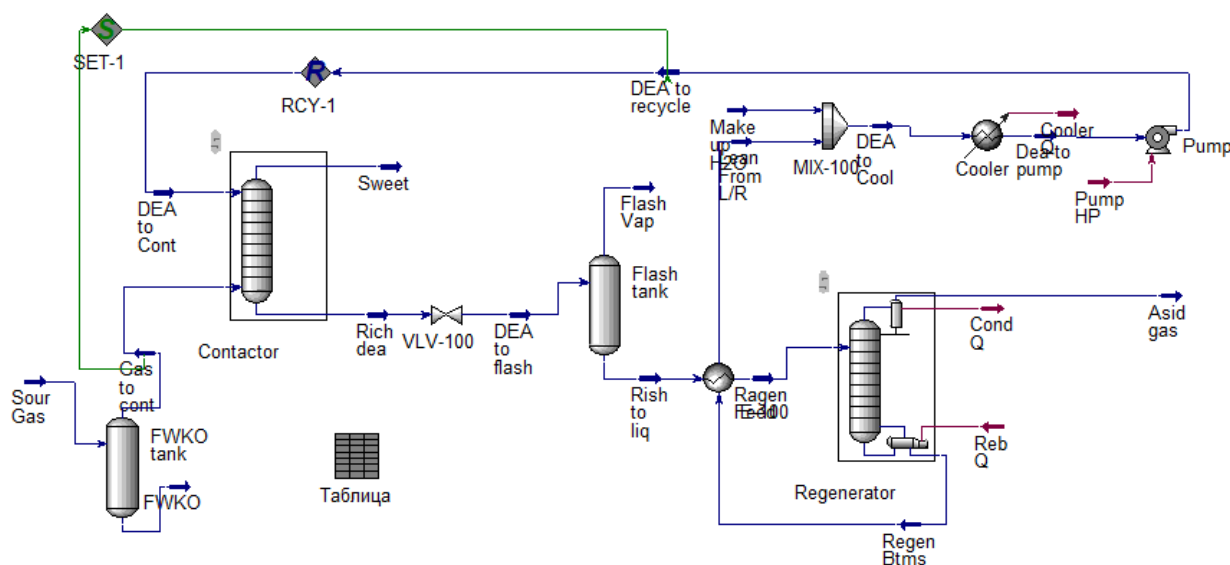 S
SET-1
R
RCY-1
DEA to
recycle
Make
up
H2O
Lean
From
L/R
MIX-100
DEA
to
Cool
Cooler
Q
Cooler
Dea to
pump
Pump
Pump
HP
Sweet
DEA
to
Cont
Flash
Vap
Flash
tank
Contactor
Rich
dea
VLV-100
DEA
to
flash
Rish
to
liq
Ragen
Feed
E-100
Cond
Q
Asid
gas
Reb
Q
Regenerator
Regen
Btms
Sour
Gas
Gas
to
cont
FWKO
tank
FWKO
Таблица